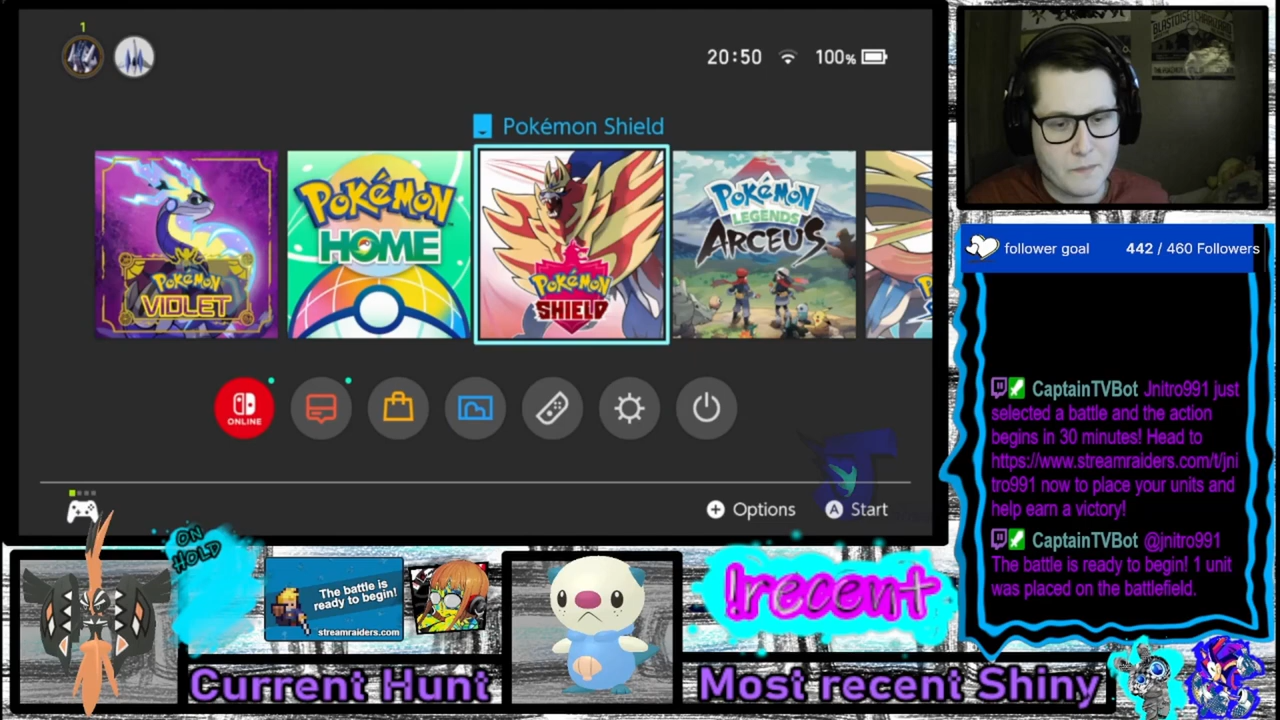 1
20:50
100%
Pokémon Shield
POKÉMON
VIOLET
POKÉMON
HOME
POKÉMON
SHIELD
POKÉMON
LEGENDS
ARCEUS
ONLINE
+ Options
A Start
follower goal
442 / 460 Followers
CaptainTVBot Jnitro991 just
selected a battle and the action
begins in 30 minutes! Head to
https://www.streamraiders.com/t/jni
tro991 now to place your units and
help earn a victory!
CaptainTVBot @jnitro991
The battle is ready to begin! 1 unit
was placed on the battlefield.
ON
HOLD
The battle is
ready to begin!
streamraiders.com
!recent
Current Hunt
Most recent Shiny